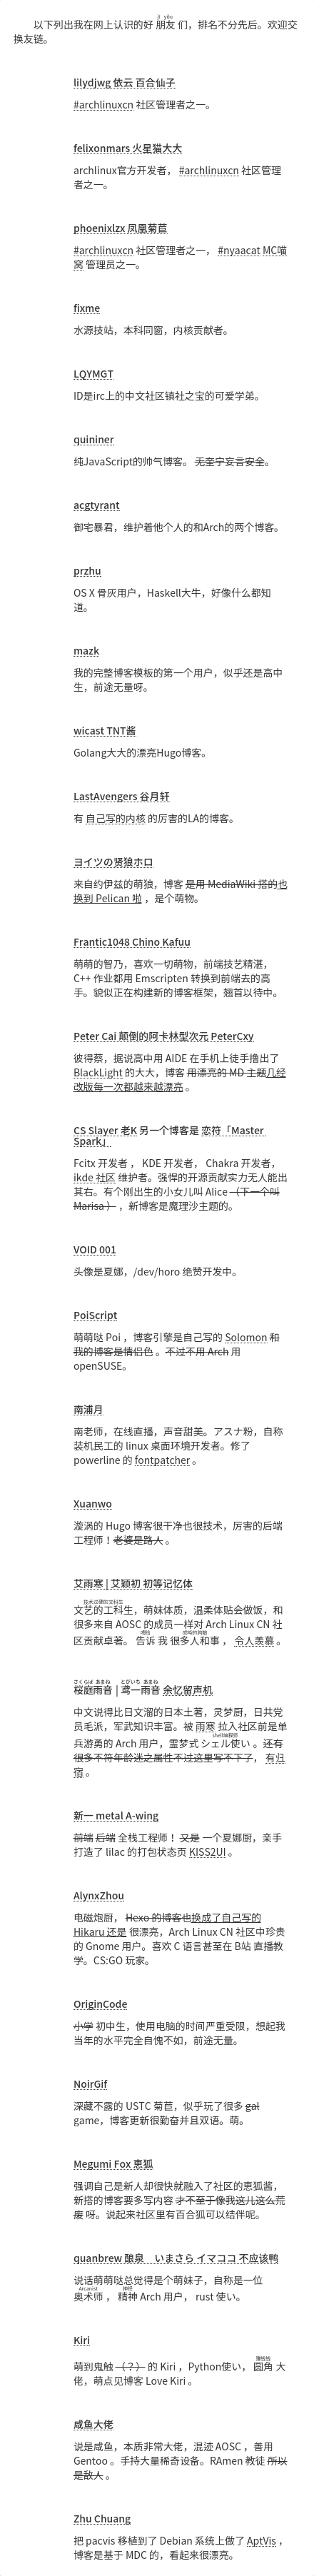 以下列出我在网上认识的好 朋友 们，排名不分先后。欢迎交
换友链。
lilydjwg 依云 百合仙子
#archlinuxcn 社区管理者之一。
felixonmars 火星猫大大
archlinux官方开发者， #archlinuxcn 社区管理
者之一。
phoenixlzx 凤凰菊苣
#archlinuxcn 社区管理者之一， #nyaacat MC喵
窝 管理员之一。
fixme
水源技站，本科同窗，内核贡献者。
LQYMGT
ID是irc上的中文社区镇社之宝的可爱学弟。
quininer
纯JavaScript的帅气博客。 无奎宁妄言安全。
acgtyrant
御宅暴君，维护着他个人的和Arch的两个博客。
przhu
OS X 骨灰用户，Haskell大牛，好像什么都知
道。
mazk
我的完整博客模板的第一个用户，似乎还是高中
生，前途无量呀。
wicast TNT酱
Golang大大的漂亮Hugo博客。
LastAvengers 谷月轩
有 自己写的内核 的厉害的LA的博客。
ヨイツの贤狼ホロ
来自约伊兹的萌狼，博客 是用 MediaWiki 搭的也
换到 Pelican 啦 ，是个萌物。
Frantic1048 Chino Kafuu
萌萌的智乃，喜欢一切萌物，前端技艺精湛，
C++ 作业都用 Emscripten 转换到前端去的高
手。貌似正在构建新的博客框架，翘首以待中。
Peter Cai 颠倒的阿卡林型次元 PeterCxy
彼得蔡，据说高中用 AIDE 在手机上徒手撸出了
BlackLight 的大大，博客 用漂亮的 MD 主题几经
改版每一次都越来越漂亮 。
CS Slayer 老K 另一个博客是 恋符「Master
Spark」
Fcitx 开发者 ， KDE 开发者， Chakra 开发者，
ikde 社区 维护者。强悍的开源贡献实力无人能出
其右。有个刚出生的小女儿叫 Alice （下一个叫
Marisa ） ，新博客是魔理沙主题的。
VOID 001
头像是夏娜，/dev/horo 绝赞开发中。
PoiScript
萌萌哒 Poi ，博客引擎是自己写的 Solomon 和
我的博客是情侣色 。不过不用 Arch 用
openSUSE。
南浦月
南老师，在线直播，声音甜美。アスナ粉，自称
装机民工的 linux 桌面环境开发者。修了
powerline 的 fontpatcher 。
Xuanwo
漩涡的 Hugo 博客很干净也很技术，厉害的后端
工程师！老婆是路人 。
艾雨寒 | 艾颖初 初等记忆体
文艺的工科生，萌妹体质，温柔体贴会做饭，和
很多来自 AOSC 的成员一样对 Arch Linux CN 社
区贡献卓著。 告诉 我 很多人和事 ， 令人羡慕 。
桜庭雨音 | 鸢一雨音 余忆留声机
中文说得比日文溜的日本土著，灵梦厨，日共党
员毛派，军武知识丰富。被 雨寒 拉入社区前是单
兵游勇的 Arch 用户，霊梦式 シェル使い 。还有
很多不符年龄迷之属性不过这里写不下了， 有归
宿 。
新一 metal A-wing
前端 后端 全栈工程师！ 又是 一个夏娜厨，亲手
打造了 lilac 的打包状态页 KISS2UI 。
AlynxZhou
电磁炮厨， Hexo 的博客也换成了自己写的
Hikaru 还是 很漂亮，Arch Linux CN 社区中珍贵
的 Gnome 用户。喜欢 C 语言甚至在 B站 直播教
学。CS:GO 玩家。
OriginCode
小学 初中生，使用电脑的时间严重受限，想起我
当年的水平完全自愧不如，前途无量。
NoirGif
深藏不露的 USTC 菊苣，似乎玩了很多 gal
game，博客更新很勤奋并且双语。萌。
Megumi Fox 恵狐
强调自己是新人却很快就融入了社区的恵狐酱，
新搭的博客要多写内容 才不至于像我这儿这么荒
废 呀。说起来社区里有百合狐可以结伴呢。
quanbrew 酿泉　いまさら イマココ 不应该鸭
说话萌萌哒总觉得是个萌妹子，自称是一位
奥术师 ， 精神 Arch 用户， rust 使い。
Kiri
萌到鬼触 （？） 的 Kiri ，Python使い， 圆角 大
佬，萌点见博客 Love Kiri 。
咸鱼大佬
说是咸鱼，本质非常大佬，混迹 AOSC ，善用
Gentoo 。手持大量稀奇设备。RAmen 教徒 所以
是敌人 。
Zhu Chuang
把 pacvis 移植到了 Debian 系统上做了 AptVis ，
博客是基于 MDC 的，看起来很漂亮。